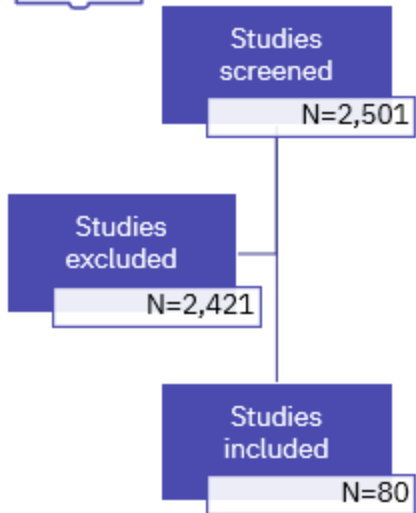 Studies
screened
N=2,501
Studies
excluded
N=2,421
Studies
included
N=80